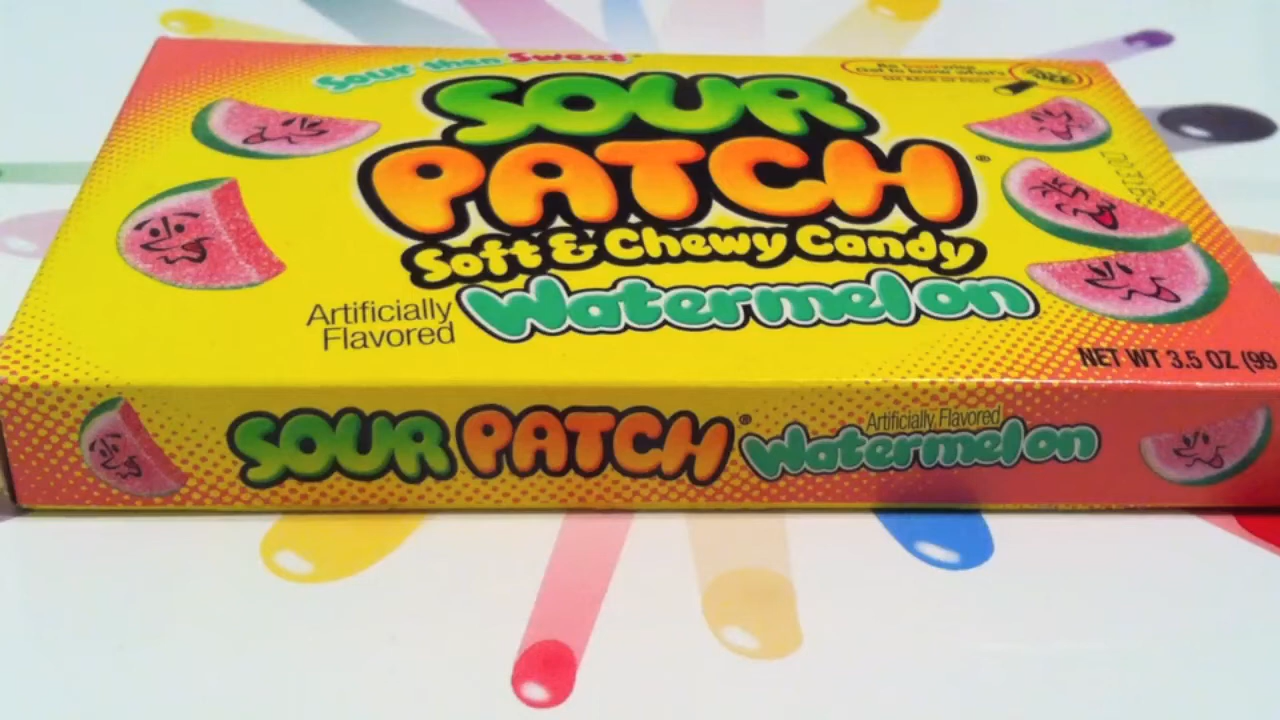 Sour then Sweet
SOUR
PATCH®
Soft & Chewy Candy
Artificially
Flavored
Watermelon
NET WT 3.5 OZ (99
SOUR PATCH®
Artificially Flavored
Watermelon